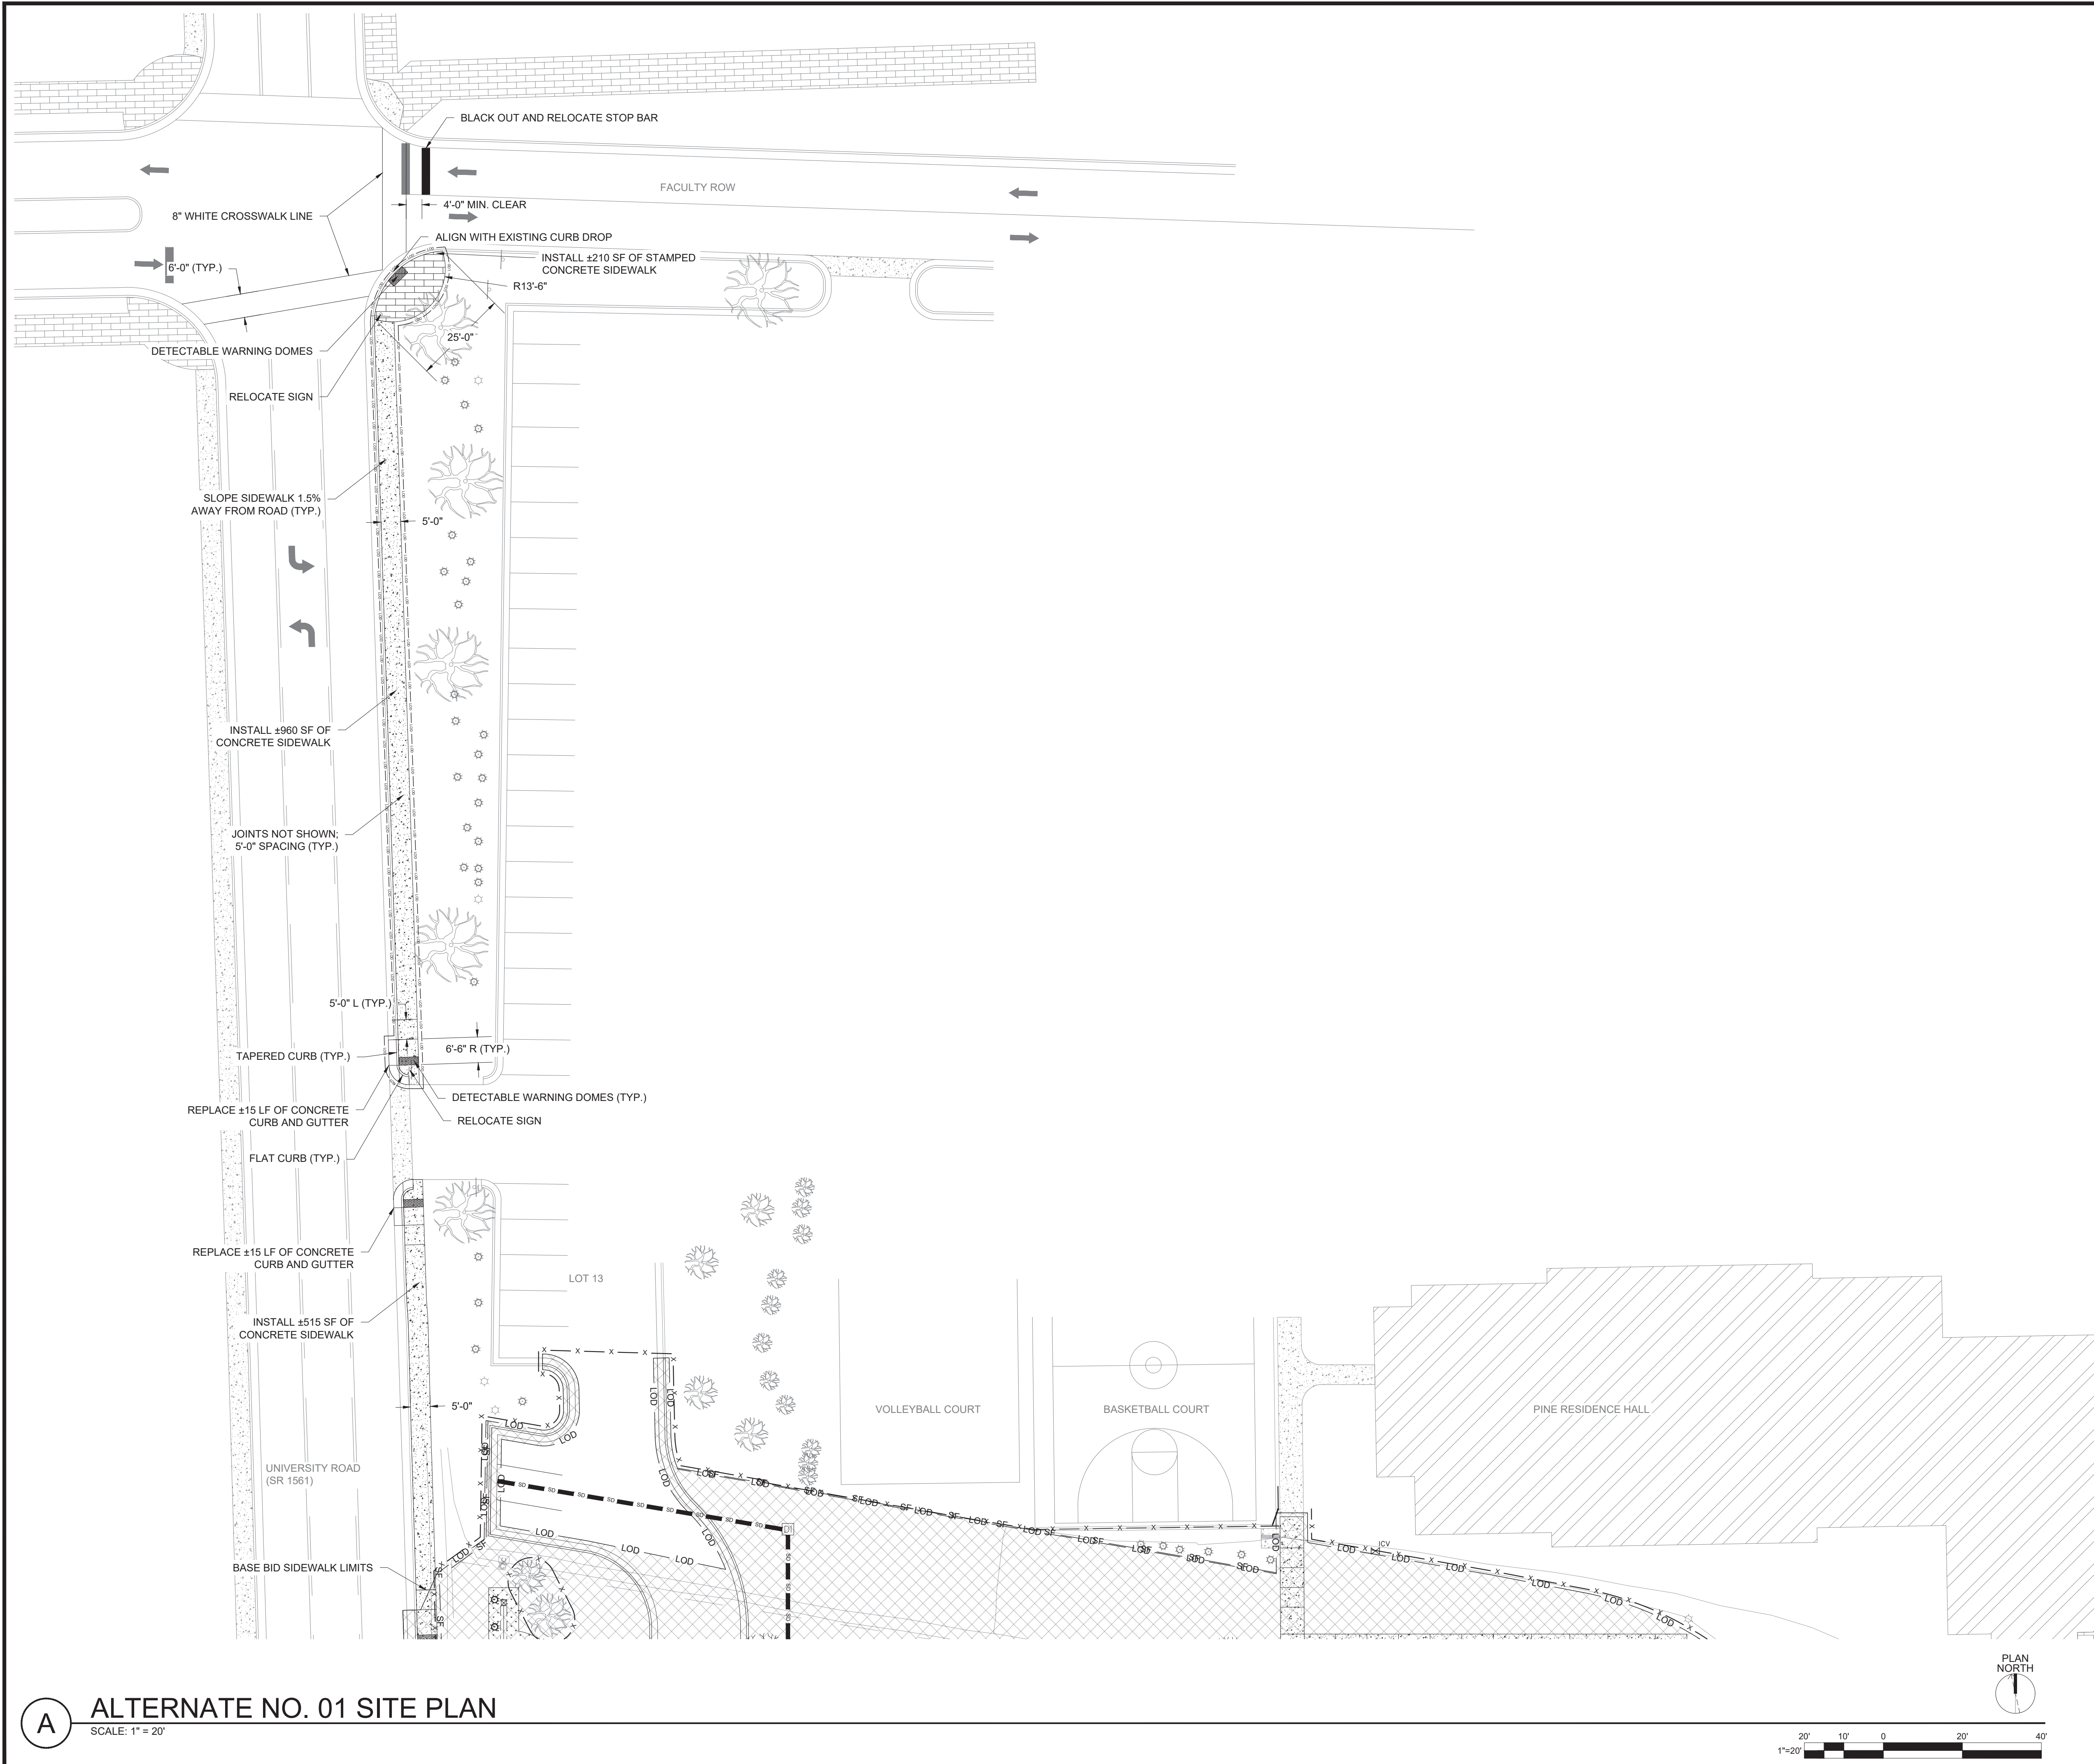 BLACK OUT AND RELOCATE STOP BAR
FACULTY ROW
4'-0" MIN. CLEAR
8" WHITE CROSSWALK LINE
ALIGN WITH EXISTING CURB DROP
INSTALL ±210 SF OF STAMPED
CONCRETE SIDEWALK
6'-0" (TYP.)
R13'-6"
25'-0"
DETECTABLE WARNING DOMES
RELOCATE SIGN
SLOPE SIDEWALK 1.5%
AWAY FROM ROAD (TYP.)
5'-0"
INSTALL ±960 SF OF
CONCRETE SIDEWALK
JOINTS NOT SHOWN;
5'-0" SPACING (TYP.)
5'-0" L (TYP.)
TAPERED CURB (TYP.)
6'-6" R (TYP.)
DETECTABLE WARNING DOMES (TYP.)
REPLACE ±15 LF OF CONCRETE
CURB AND GUTTER
RELOCATE SIGN
FLAT CURB (TYP.)
REPLACE ±15 LF OF CONCRETE
CURB AND GUTTER
LOT 13
INSTALL ±515 SF OF
CONCRETE SIDEWALK
5'-0"
VOLLEYBALL COURT
BASKETBALL COURT
PINE RESIDENCE HALL
UNIVERSITY ROAD
(SR 1561)
D1
ICV
BASE BID SIDEWALK LIMITS
PLAN
NORTH
A
ALTERNATE NO. 01 SITE PLAN
SCALE: 1" = 20'
20' 10' 0 20' 40'
1"=20'